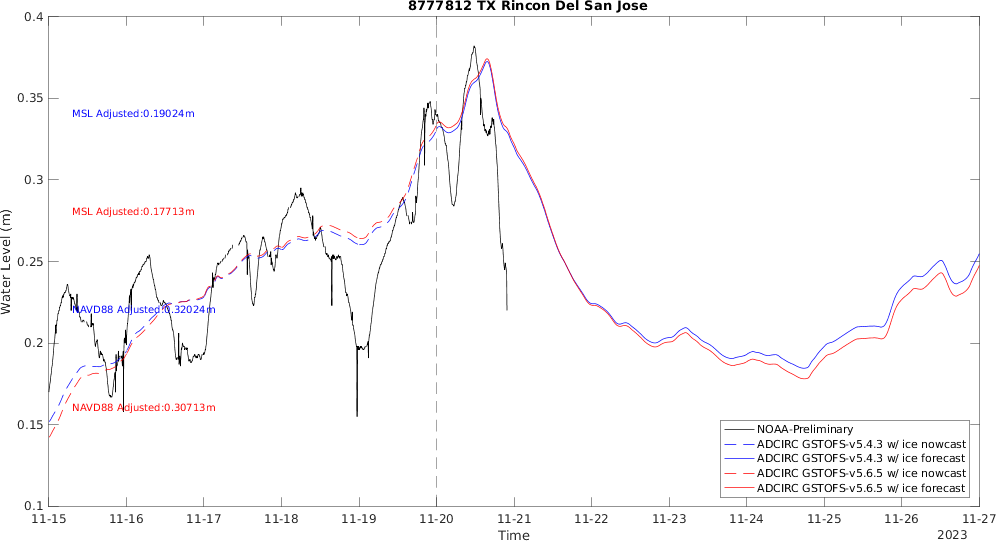 8777812 TX Rincon Del San Jose
0.4
0.35
0.3
0.25
0.2
0.15
0.1
Water Level (m)
MSL Adjusted:0.19024m
MSL Adjusted:0.17713m
NAVD88 Adjusted:0.32024m
NAVD88 Adjusted:0.30713m
NOAA-Preliminary
ADCIRC GSTOFS-v5.4.3 w/ ice nowcast
ADCIRC GSTOFS-v5.4.3 w/ ice forecast
ADCIRC GSTOFS-v5.6.5 w/ ice nowcast
ADCIRC GSTOFS-v5.6.5 w/ ice forecast
11-15 11-16 11-17 11-18 11-19 11-20 11-21 11-22 11-23 11-24 11-25 11-26 11-27
Time
2023